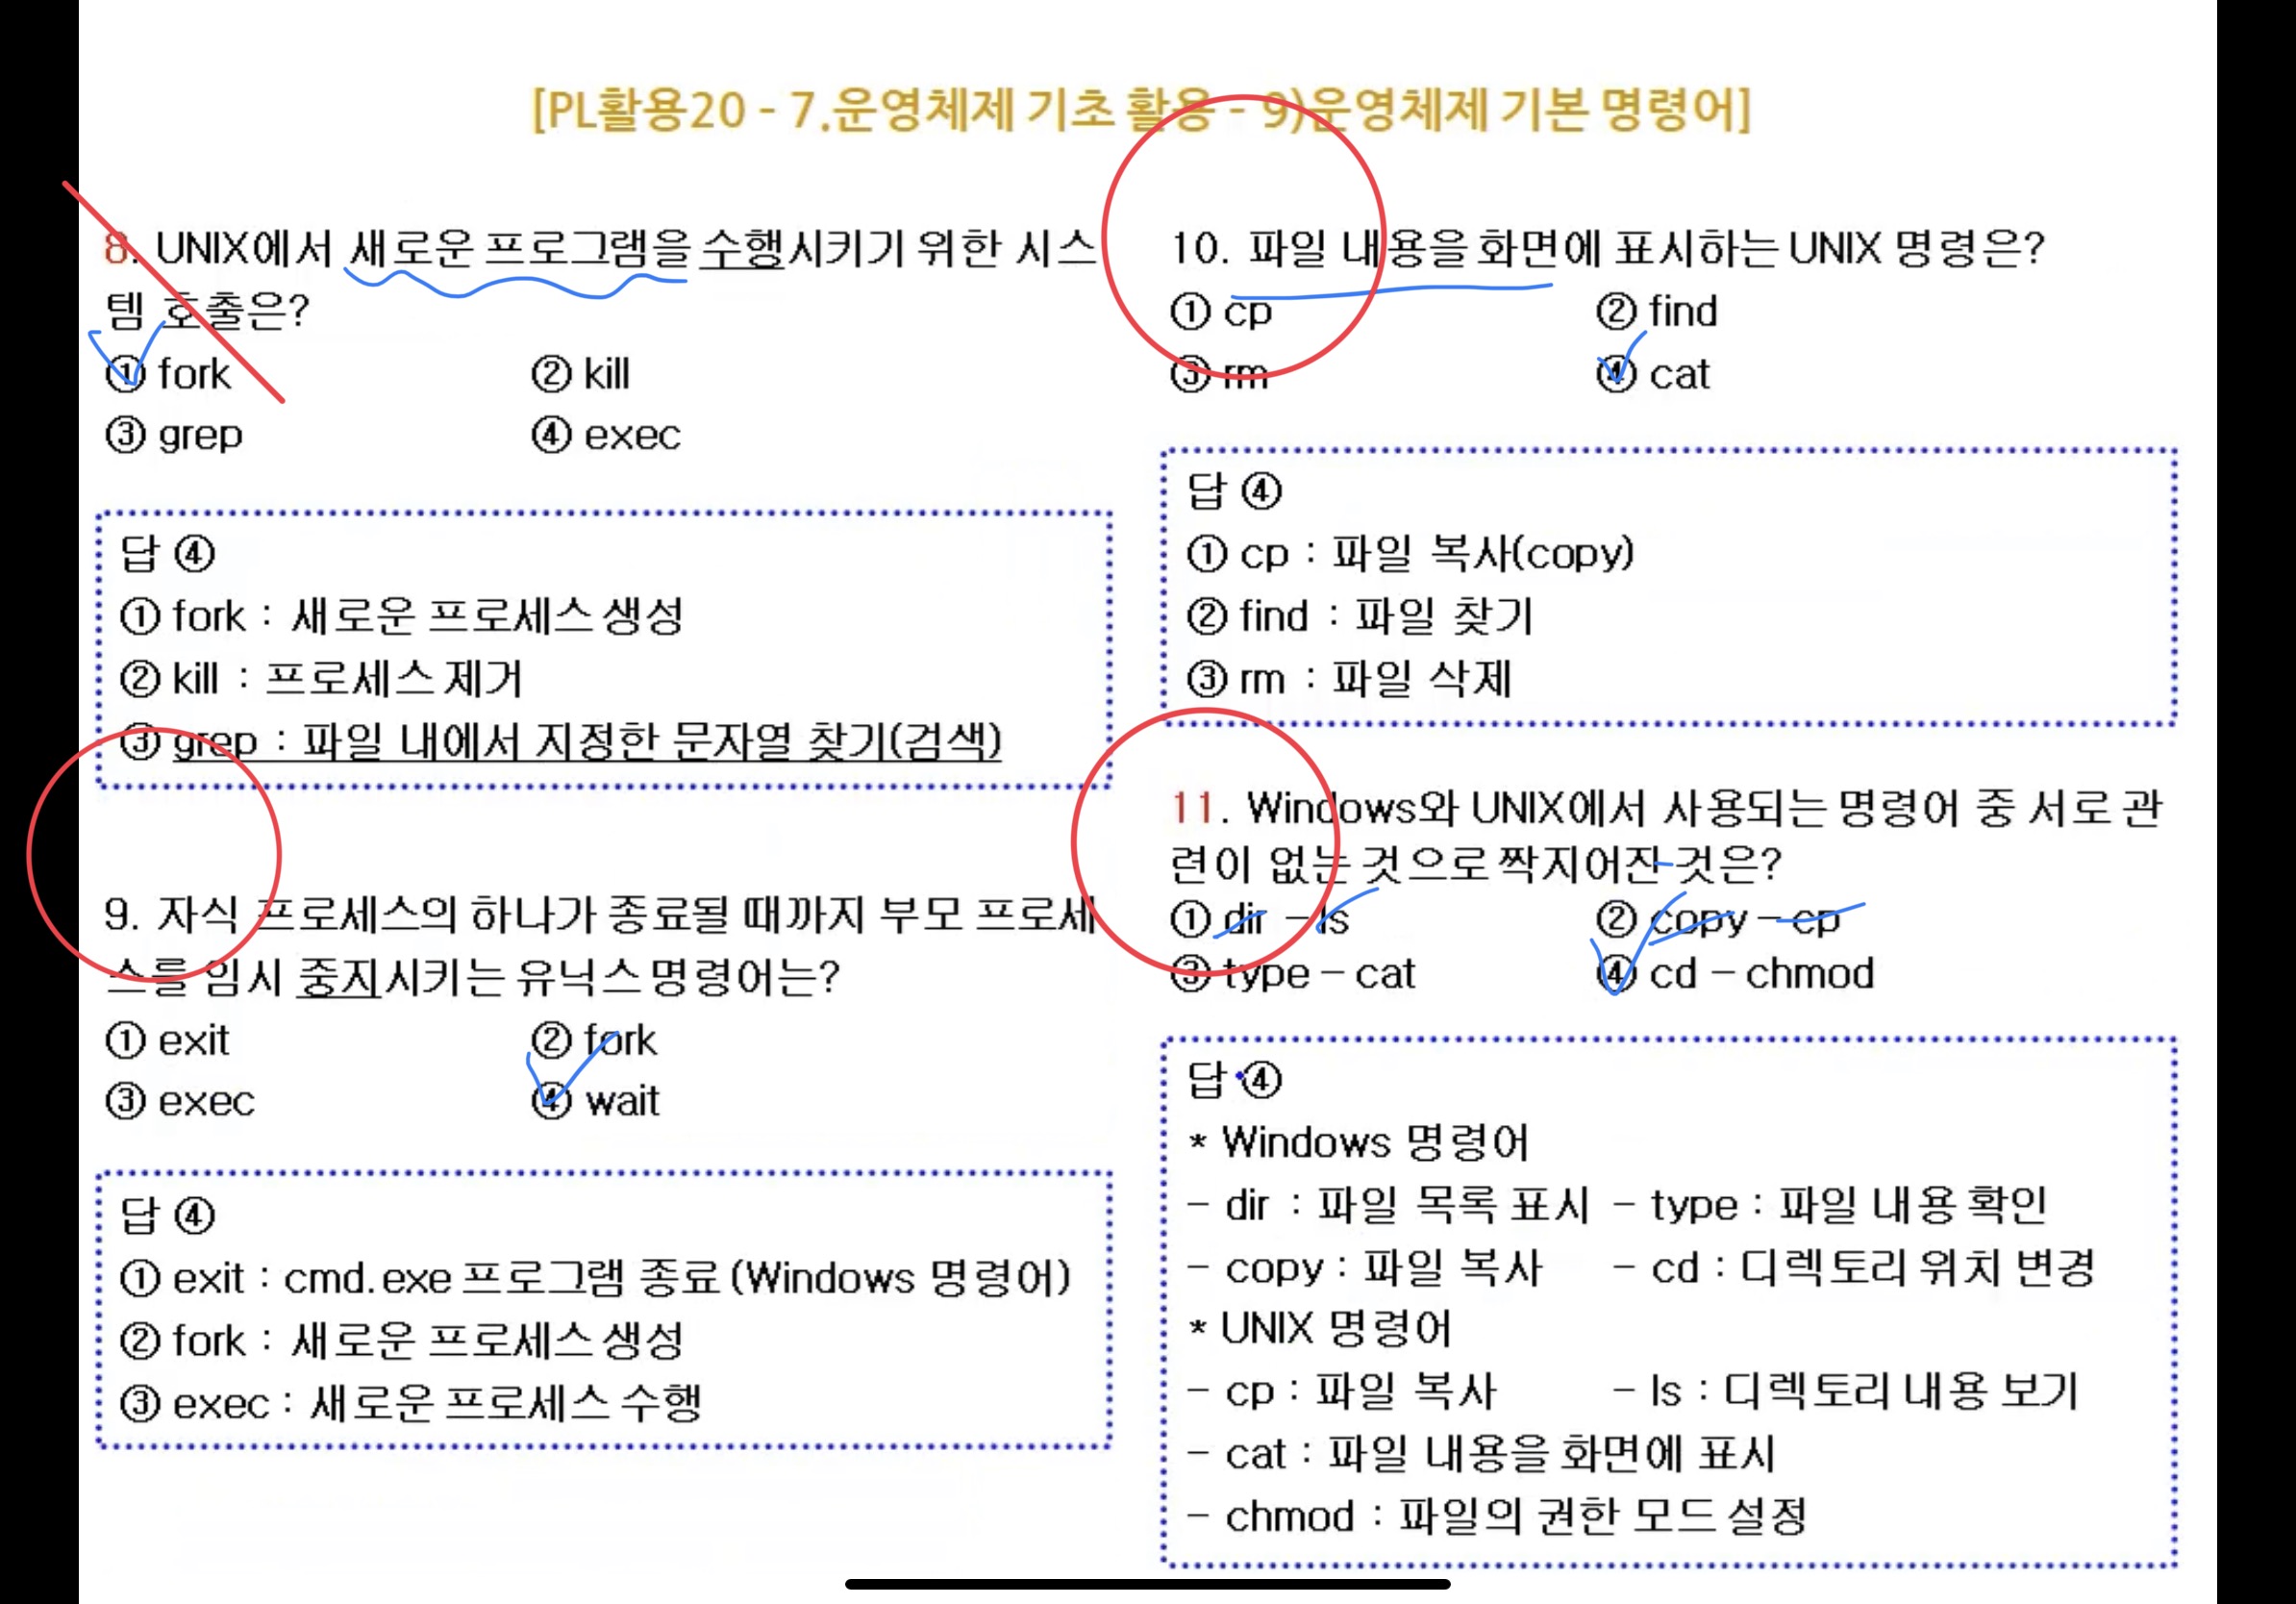 [PL활용20 - 7.운영체제 기초 활용 - 9)운영체제 기본 명령어]
8. UNIX에서 새로운 프로그램을 수행시키기 위한 시스
템 호출은?
① fork ② kill
③ grep ④ exec
답 ④
① fork : 새로운 프로세스 생성
② kill : 프로세스 제거
③ grep : 파일 내에서 지정한 문자열 찾기(검색)
9. 자식 프로세스의 하나가 종료될 때까지 부모 프로세
스를 임시 중지시키는 유닉스 명령어는?
① exit ② fork
③ exec ④ wait
답 ④
① exit : cmd.exe 프로그램 종료(Windows 명령어)
② fork : 새로운 프로세스 생성
③ exec : 새로운 프로세스 수행
10. 파일 내용을 화면에 표시하는 UNIX 명령은?
① cp ② find
③ rm ④ cat
답 ④
① cp : 파일 복사(copy)
② find : 파일 찾기
③ rm : 파일 삭제
11. Windows와 UNIX에서 사용되는 명령어 중 서로 관
련이 없는 것으로 짝지어진 것은?
① dir - ls ② copy - cp
③ type - cat ④ cd - chmod
답 ④
* Windows 명령어
- dir : 파일 목록 표시 - type : 파일 내용 확인
- copy : 파일 복사 - cd : 디렉토리 위치 변경
* UNIX 명령어
- cp : 파일 복사 - ls : 디렉토리 내용 보기
- cat : 파일 내용을 화면에 표시
- chmod : 파일의 권한 모드 설정